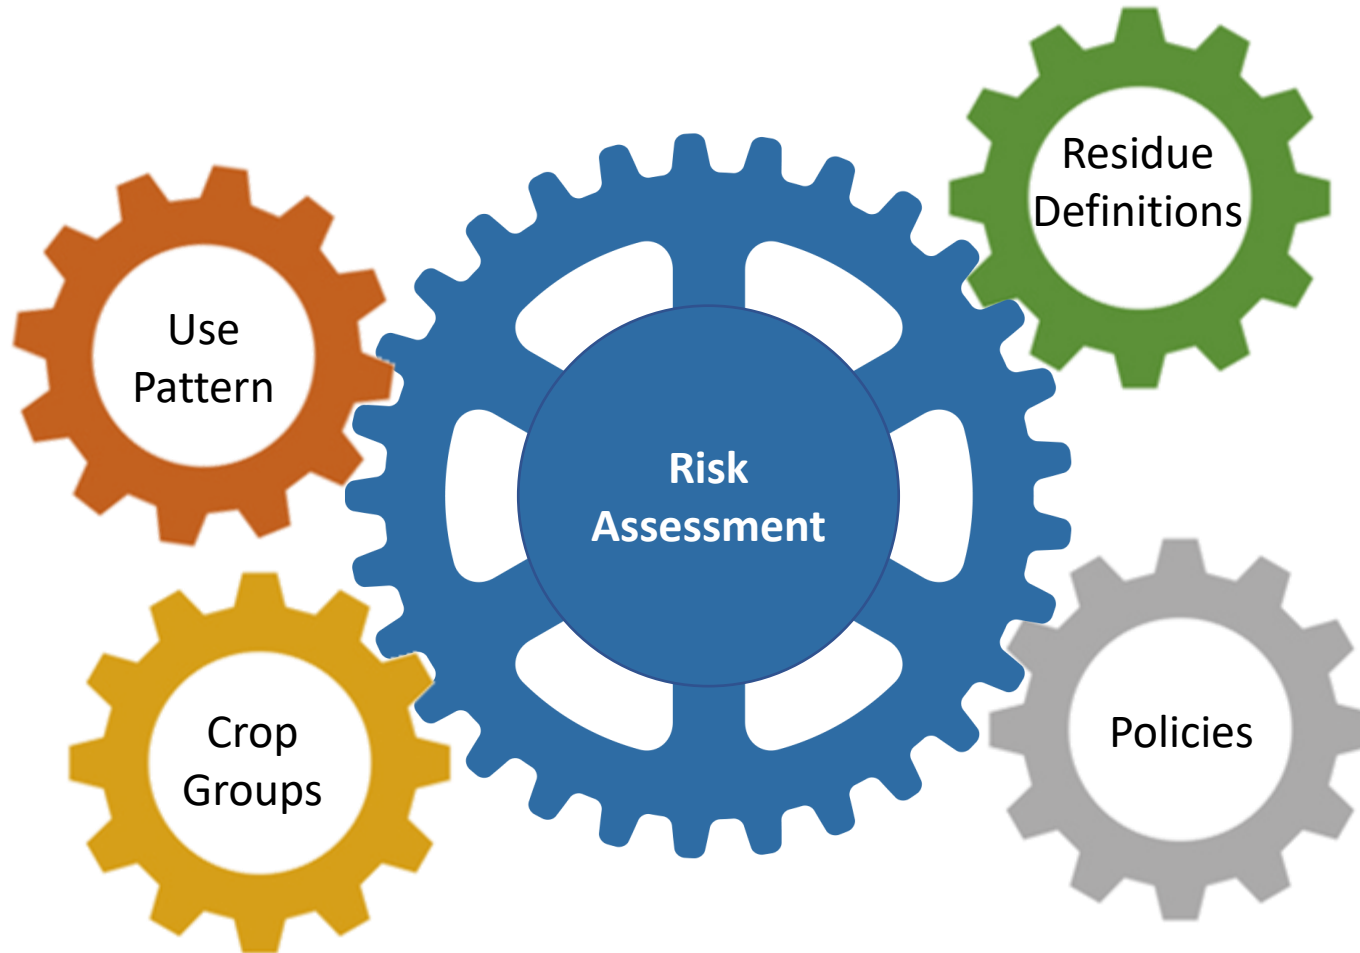 Residue
Definitions
Use
Pattern
Risk
Assessment
Crop
Groups
Policies